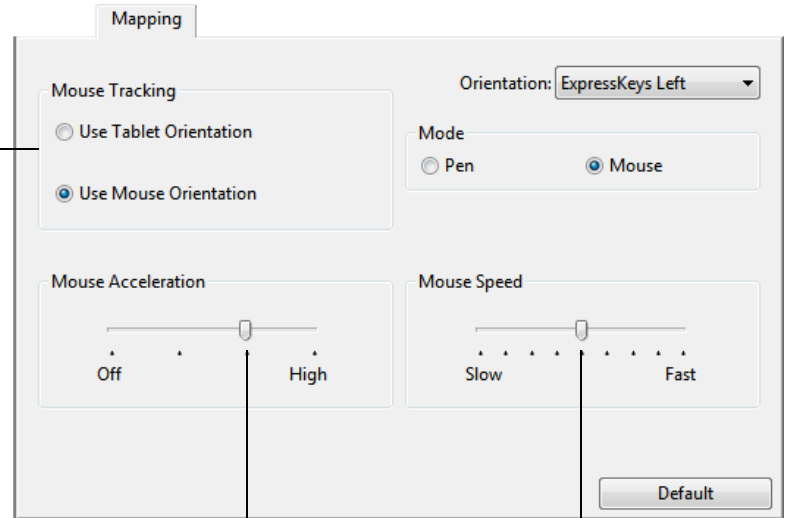 Mapping
Orientation: ExpressKeys Left
Mouse Tracking
Use Tablet Orientation
Use Mouse Orientation
Mode
Pen Mouse
Mouse Acceleration
Off High
Mouse Speed
Slow Fast
Default